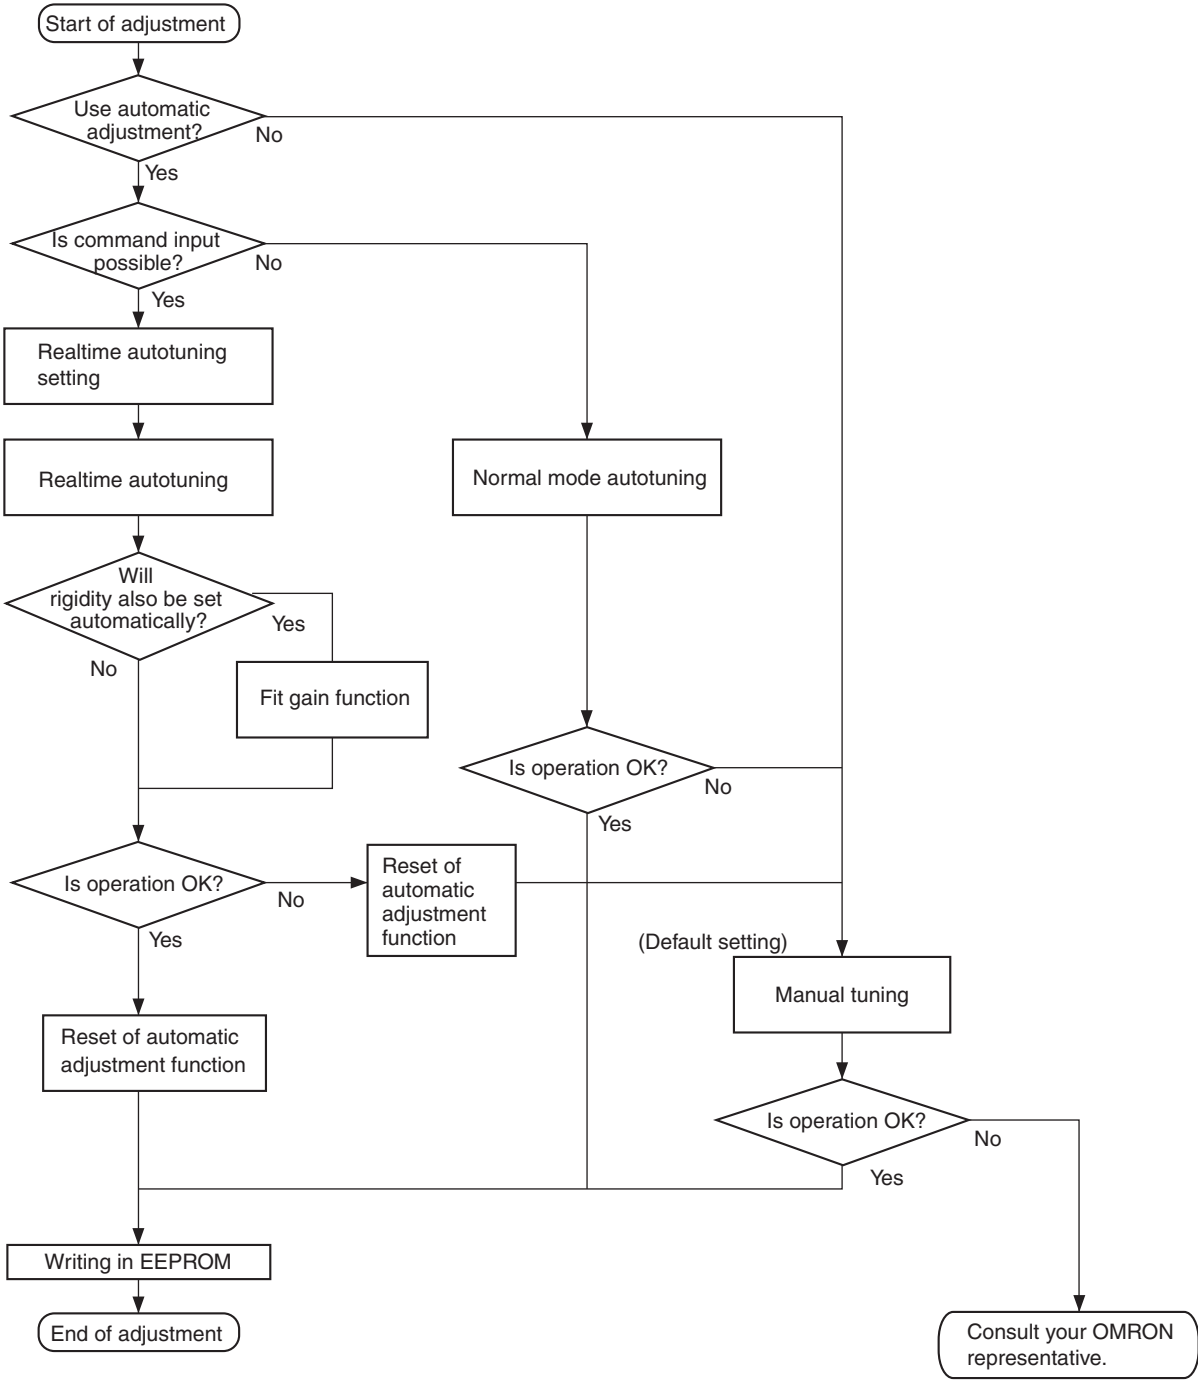 Start of adjustment
Use automatic
adjustment?
No
Yes
Is command input
possible?
No
Yes
Realtime autotuning
setting
Realtime autotuning
Normal mode autotuning
Will
rigidity also be set
automatically?
Yes
No
Fit gain function
Is operation OK?
No
Yes
Is operation OK?
No
Yes
Reset of
automatic
adjustment
function
(Default setting)
Manual tuning
Reset of automatic
adjustment function
Is operation OK?
No
Yes
Writing in EEPROM
End of adjustment
Consult your OMRON
representative.